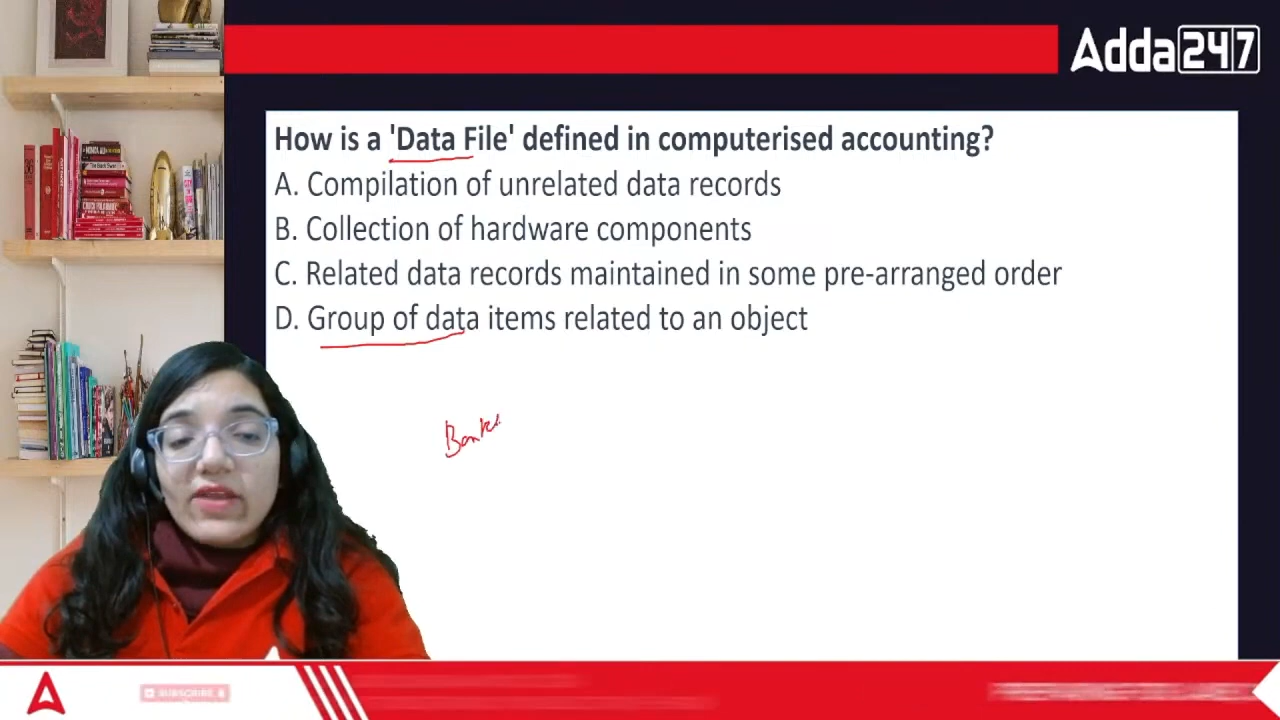 Adda247
How is a 'Data File' defined in computerised accounting?
A. Compilation of unrelated data records
B. Collection of hardware components
C. Related data records maintained in some pre-arranged order
D. Group of data items related to an object
SUBSCRIBE